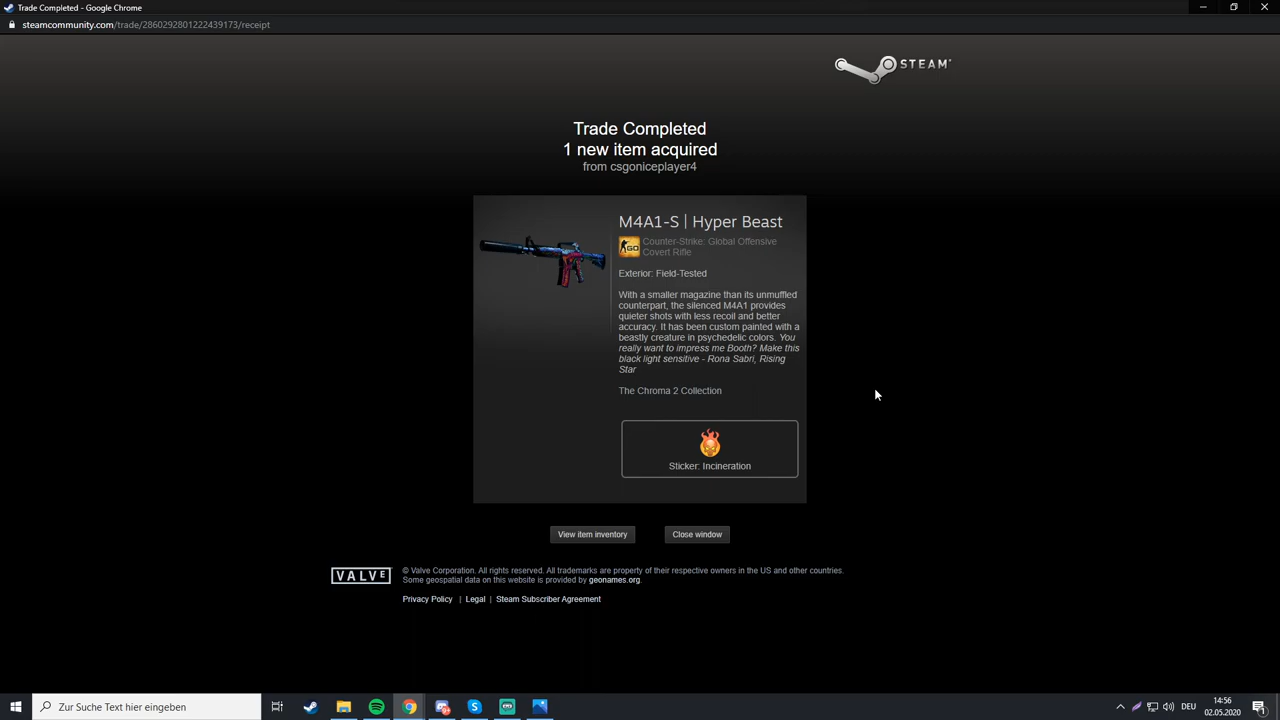 Trade Completed - Google Chrome
steamcommunity.com/trade/2860292801222439173/receipt
STEAM
Trade Completed
1 new item acquired
from csgoniceplayer4
M4A1-S | Hyper Beast
GO
Counter-Strike: Global Offensive
Covert Rifle
Exterior: Field-Tested
With a smaller magazine than its unmuffled
counterpart, the silenced M4A1 provides
quieter shots with less recoil and better
accuracy. It has been custom painted with a
beastly creature in psychedelic colors. You
really want to impress me Booth? Make this
black light sensitive - Rona Sabri, Rising
Star
The Chroma 2 Collection
Sticker: Incineration
View item inventory
Close window
VALVE
© Valve Corporation. All rights reserved. All trademarks are property of their respective owners in the US and other countries.
Some geospatial data on this website is provided by geonames.org.
Privacy Policy | Legal | Steam Subscriber Agreement
Zur Suche Text hier eingeben
DEU
14:56
02.05.2020